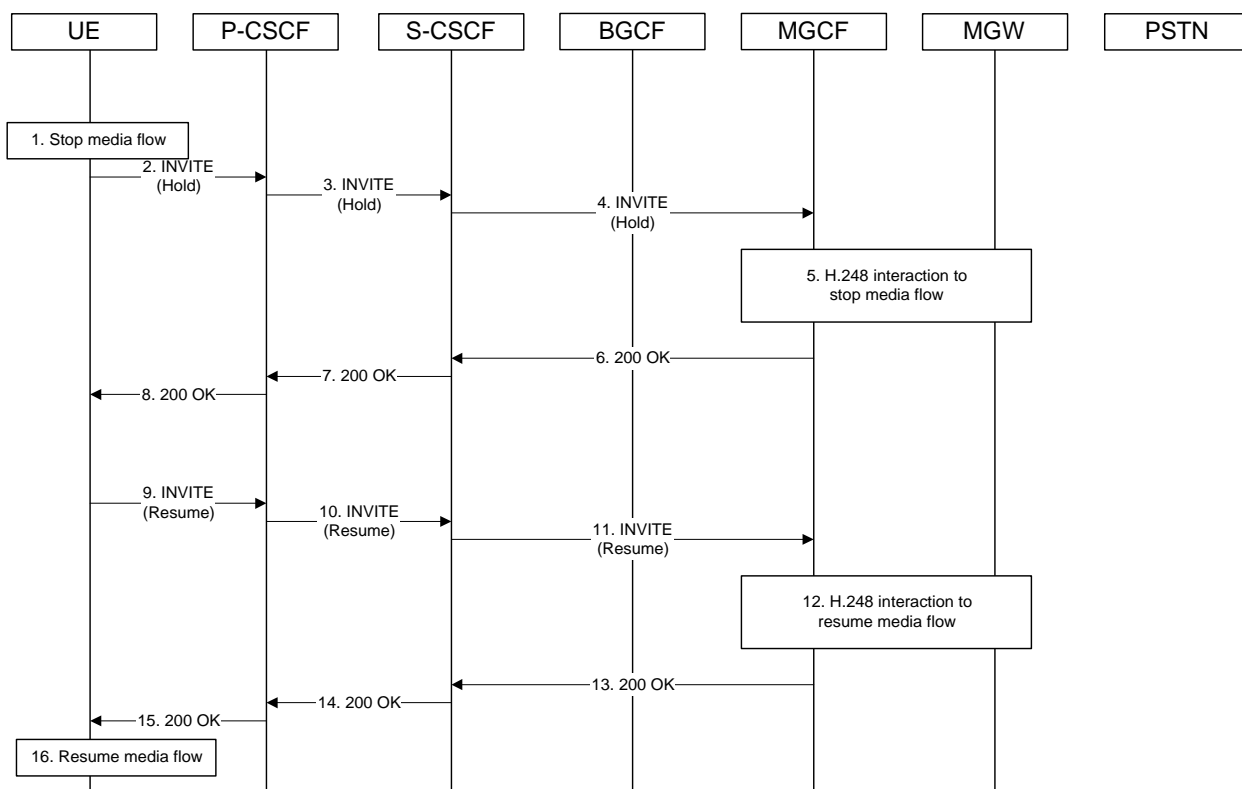 UE
P-CSCF
S-CSCF
BGCF
MGCF
MGW
PSTN
1. Stop media flow
2. INVITE
(Hold)
3. INVITE
(Hold)
4. INVITE
(Hold)
5. H.248 interaction to
stop media flow
6. 200 OK
7. 200 OK
8. 200 OK
9. INVITE
(Resume)
10. INVITE
(Resume)
11. INVITE
(Resume)
12. H.248 interaction to
resume media flow
13. 200 OK
14. 200 OK
15. 200 OK
16. Resume media flow